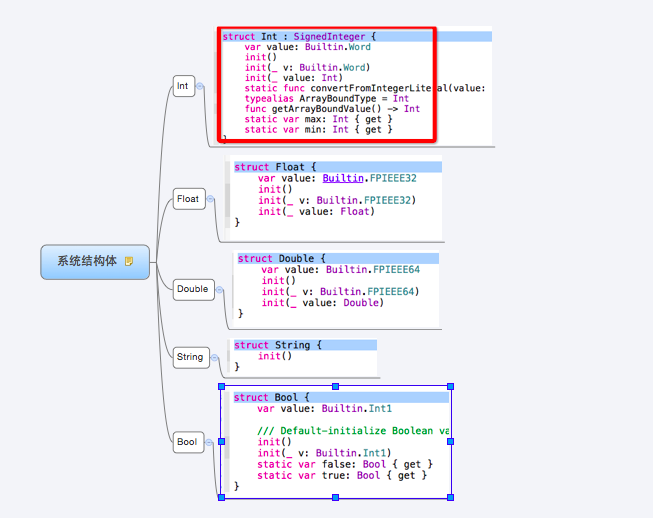 系统结构体
Int
struct Int : SignedInteger {
var value: Builtin.Word
init()
init(_ v: Builtin.Word)
init(_ value: Int)
static func convertFromIntegerLiteral(value:
typealias ArrayBoundType = Int
func getArrayBoundValue() -> Int
static var max: Int { get }
static var min: Int { get }
}
Float
struct Float {
var value: Builtin.FPIEEE32
init()
init(_ v: Builtin.FPIEEE32)
init(_ value: Float)
}
Double
struct Double {
var value: Builtin.FPIEEE64
init()
init(_ v: Builtin.FPIEEE64)
init(_ value: Double)
}
String
struct String {
init()
}
Bool
struct Bool {
var value: Builtin.Int1
/// Default-initialize Boolean va
init()
init(_ v: Builtin.Int1)
static var false: Bool { get }
static var true: Bool { get }
}